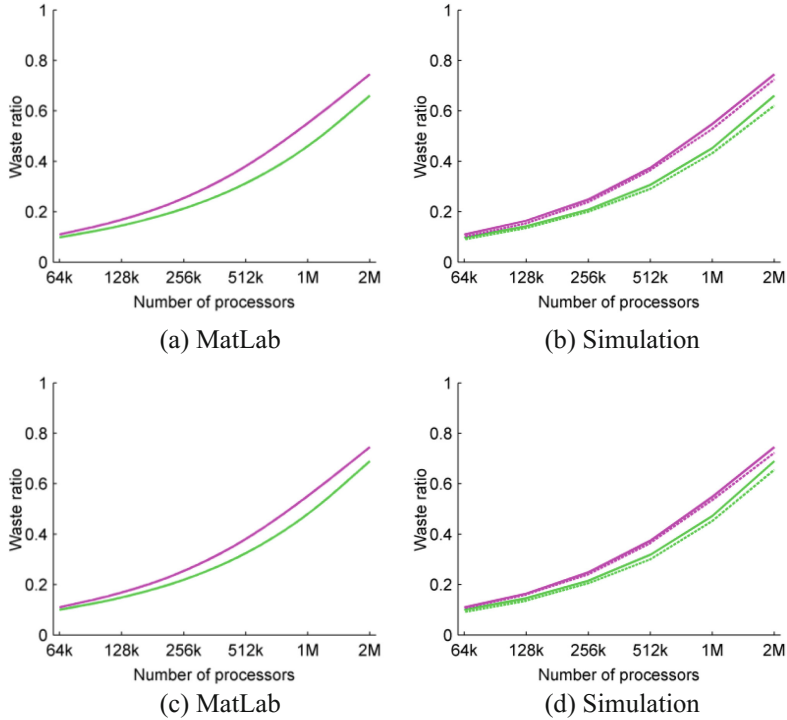 1
0.8
0.6
0.4
0.2
0
Waste ratio
64k 128k 256k 512k 1M 2M
Number of processors
(a) MatLab
1
0.8
0.6
0.4
0.2
0
Waste ratio
64k 128k 256k 512k 1M 2M
Number of processors
(b) Simulation
1
0.8
0.6
0.4
0.2
0
Waste ratio
64k 128k 256k 512k 1M 2M
Number of processors
(c) MatLab
1
0.8
0.6
0.4
0.2
0
Waste ratio
64k 128k 256k 512k 1M 2M
Number of processors
(d) Simulation